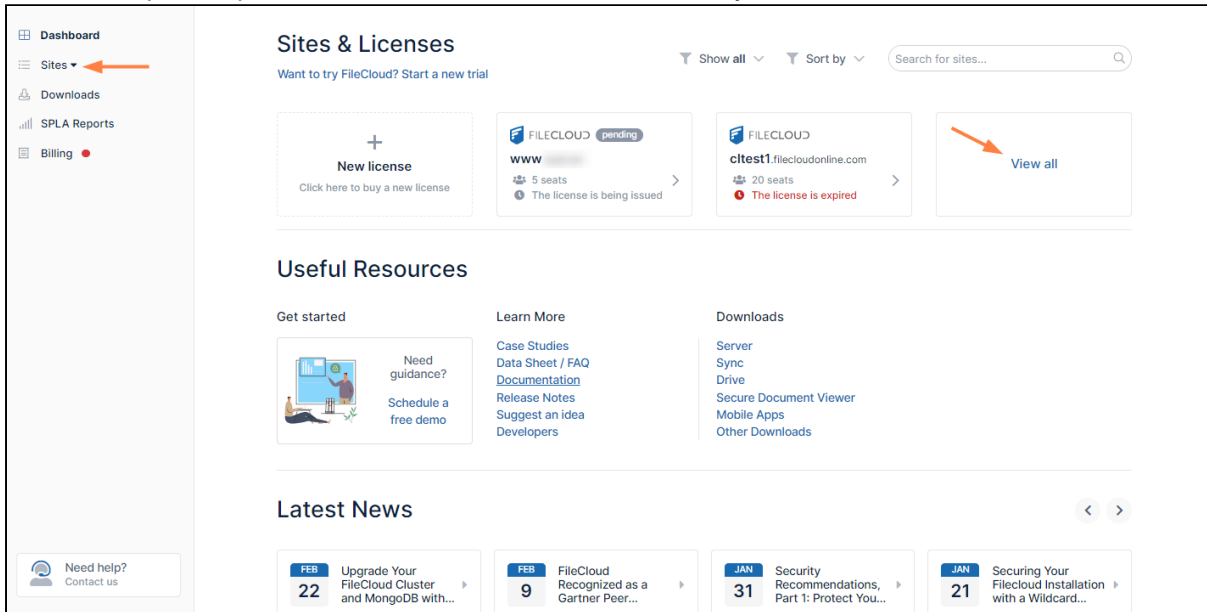 Dashboard
Sites
Downloads
SPLA Reports
Billing
Need help?
Contact us
Sites & Licenses
Want to try FileCloud? Start a new trial
Show all
Sort by
Search for sites...
+
New license
Click here to buy a new license
FILECLOUD pending
www
5 seats
The license is being issued
FILECLOUD
cltest1.filecloudonline.com
20 seats
The license is expired
View all
Useful Resources
Get started
Need
guidance?
Schedule a
free demo
Learn More
Case Studies
Data Sheet / FAQ
Documentation
Release Notes
Suggest an idea
Developers
Downloads
Server
Sync
Drive
Secure Document Viewer
Mobile Apps
Other Downloads
Latest News
FEB
22
Upgrade Your
FileCloud Cluster
and MongoDB with...
FEB
9
FileCloud
Recognized as a
Gartner Peer...
JAN
31
Security
Recommendations,
Part 1: Protect You...
JAN
21
Securing Your
Filecloud Installation
with a Wildcard...